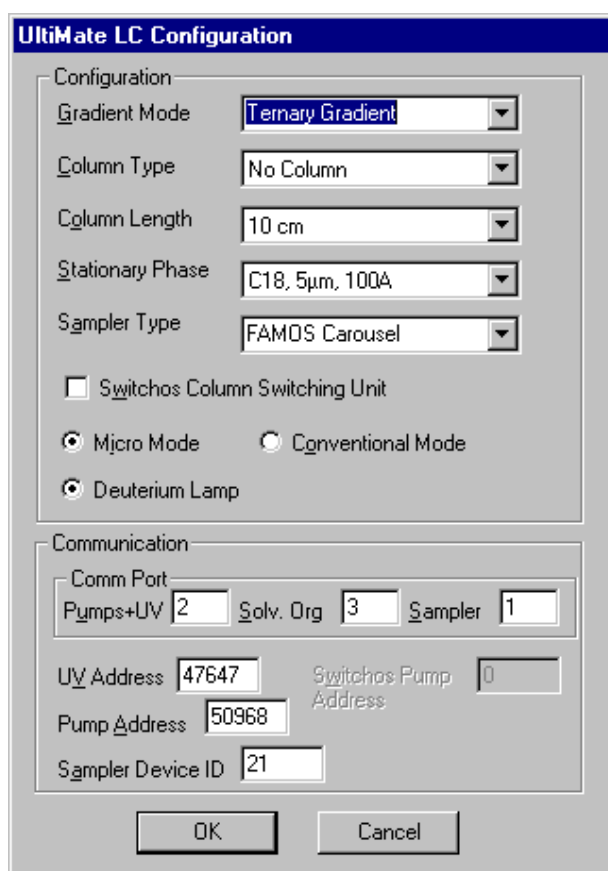 UltiMate LC Configuration
Configuration
Gradient Mode Ternary Gradient
Column Type No Column
Column Length 10 cm
Stationary Phase C18, 5µm, 100A
Sampler Type FAMOS Carousel
Switchos Column Switching Unit
Micro Mode Conventional Mode
Deuterium Lamp
Communication
Comm Port
Pumps+UV 2 Solv. Org 3 Sampler 1
UV Address 47647 Switchos Pump Address 0
Pump Address 50968
Sampler Device ID 21
OK Cancel